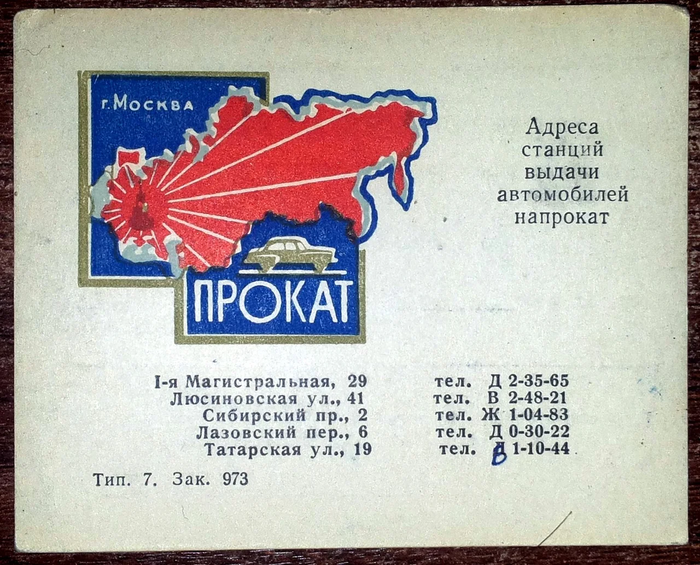 г. Москва
Адреса
станций
выдачи
автомобилей
напрокат
ПРОКАТ
I-я Магистральная, 29 тел. Д 2-35-65
Люсиновская ул., 41 тел. В 2-48-21
Сибирский пр., 2 тел. Ж 1-04-83
Лазовский пер., 6 тел. Д 0-30-22
Татарская ул., 19 тел. В 1-10-44
Тип. 7. Зак. 973